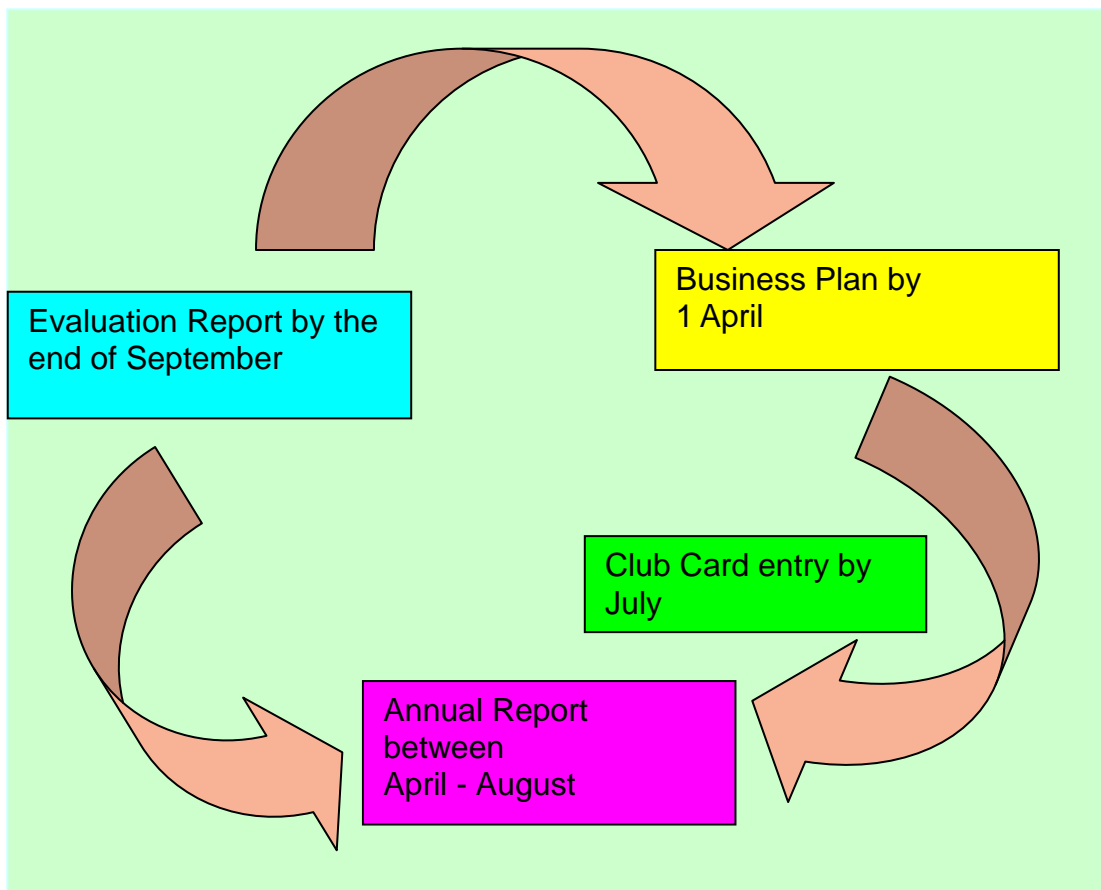 Business Plan by
1 April
Evaluation Report by the
end of September
Club Card entry by
July
Annual Report
between
April - August